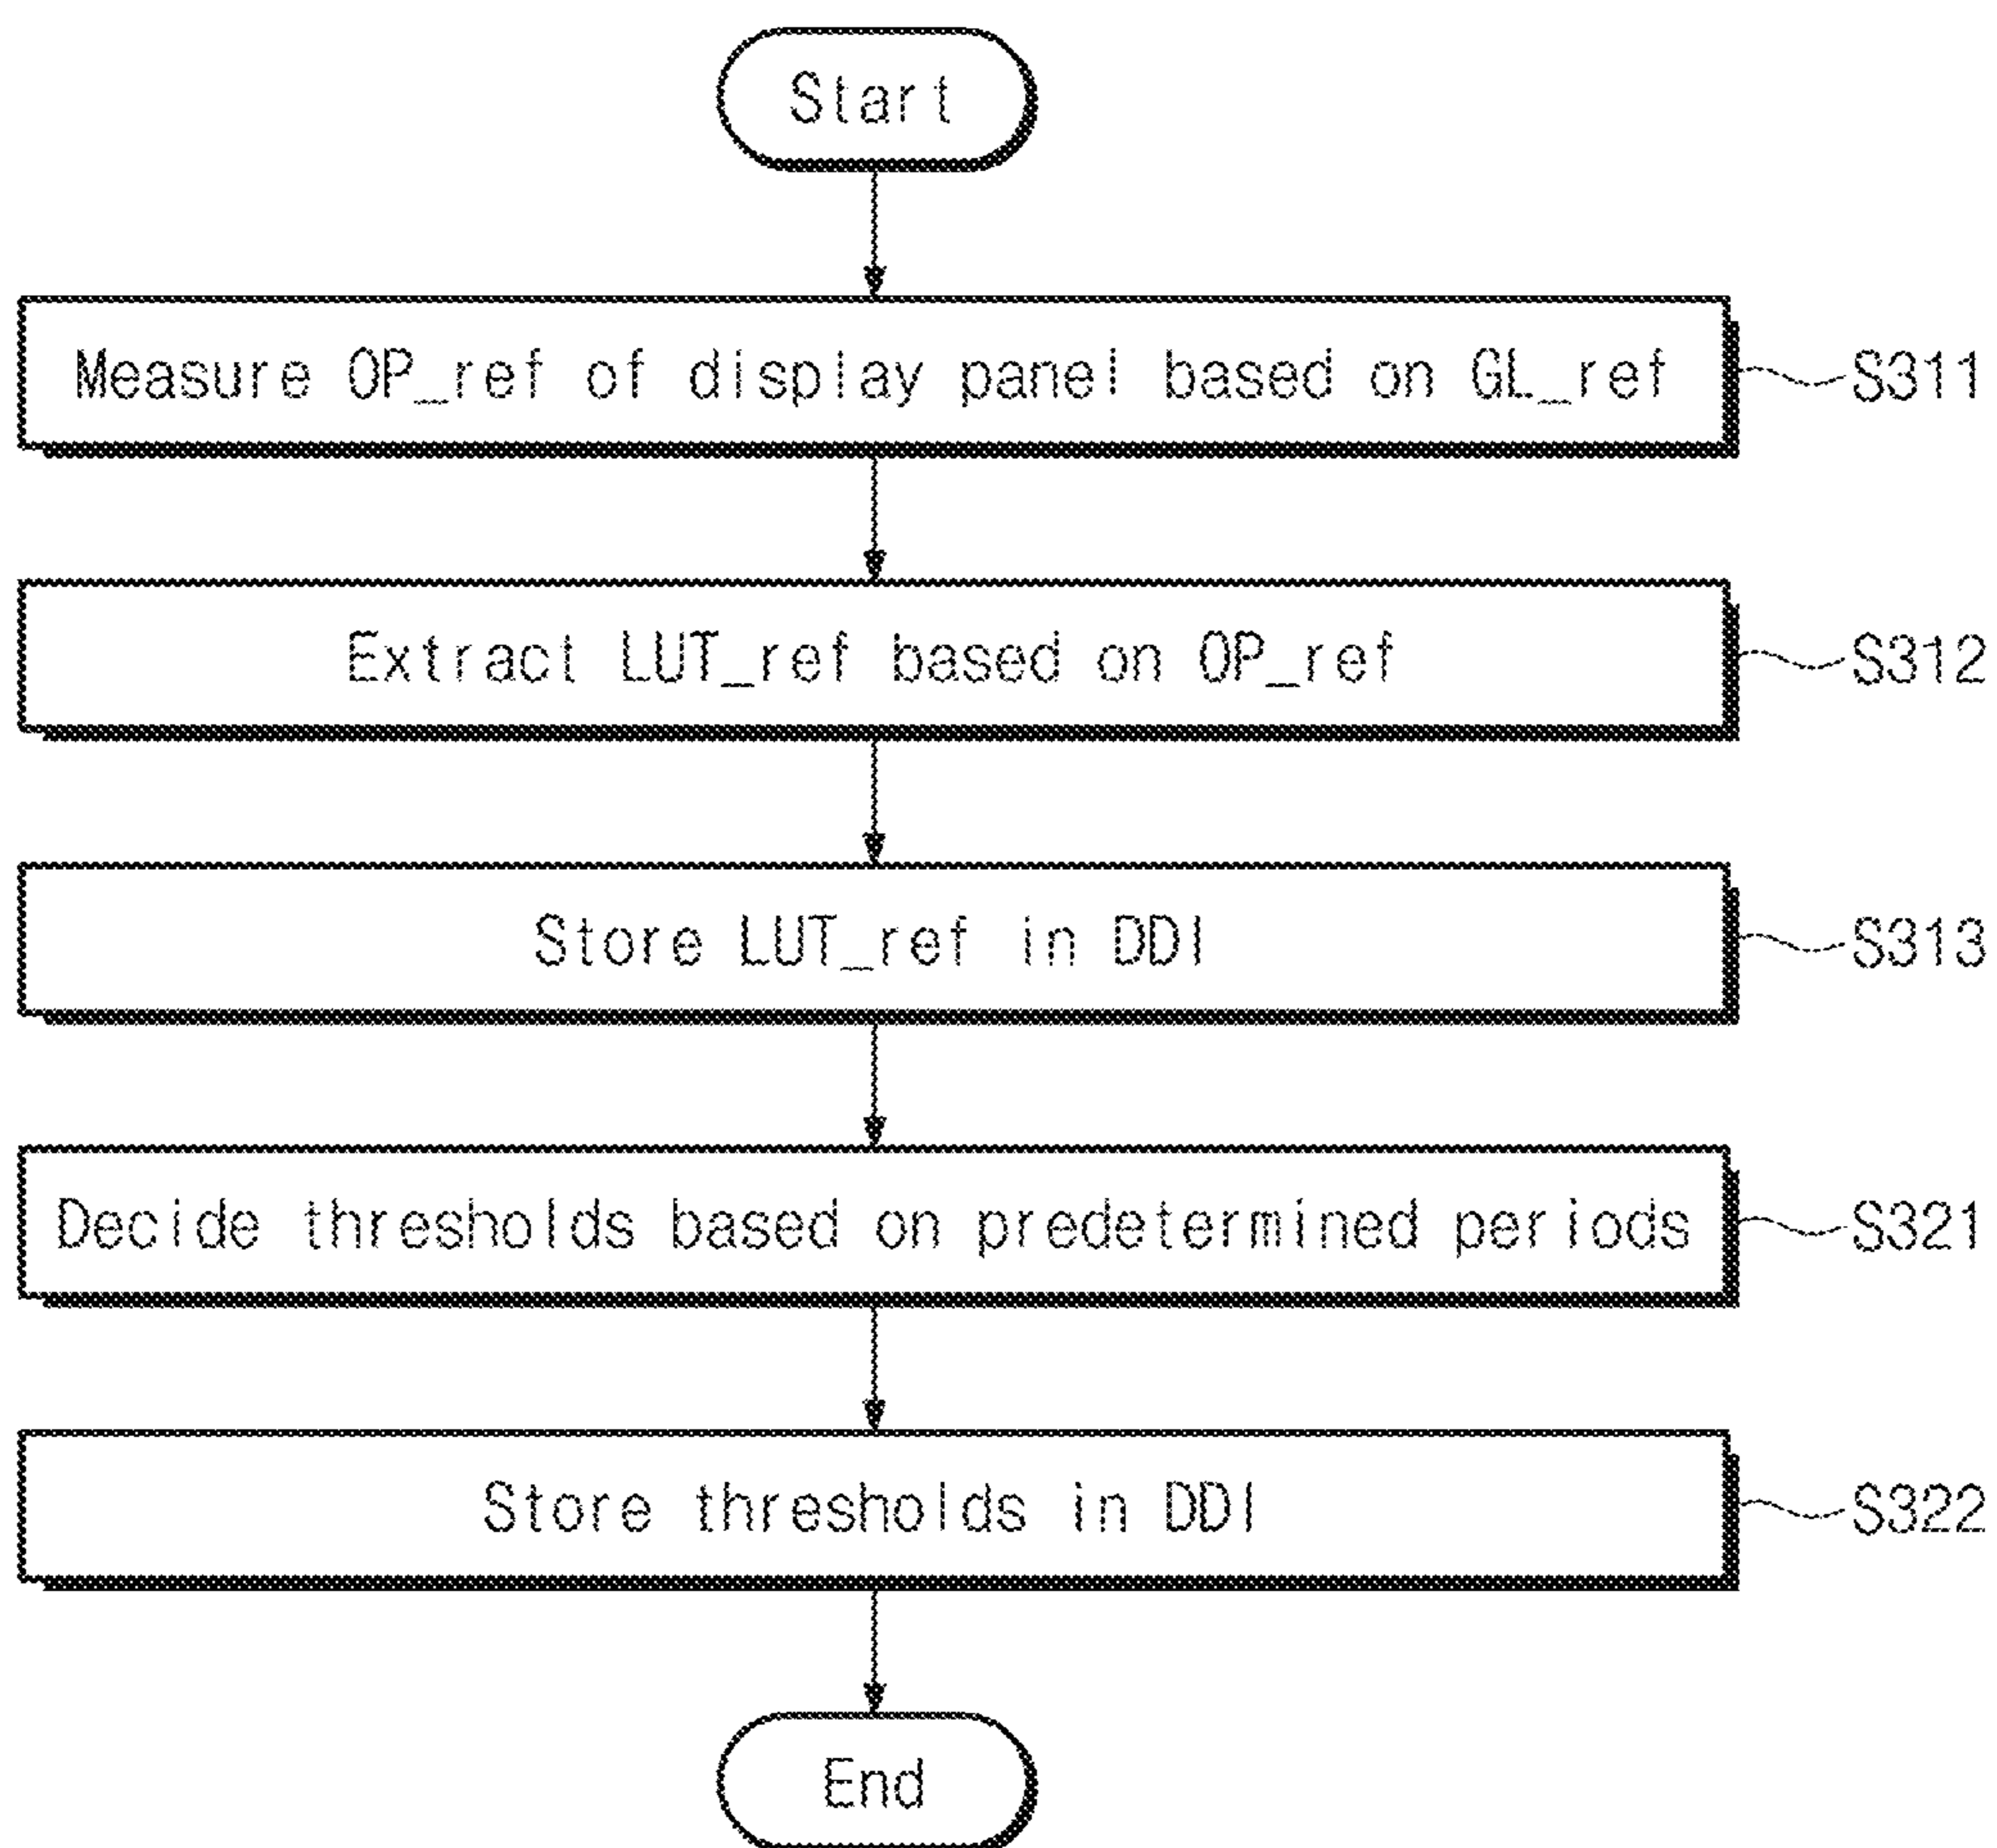 Start
Measure OP_ref of display panel based on GL_ref
S311
Extract LUT_ref based on OP_ref
S312
Store LUT_ref in DDI
S313
Decide thresholds based on predetermined periods
S321
Store thresholds in DDI
S322
End